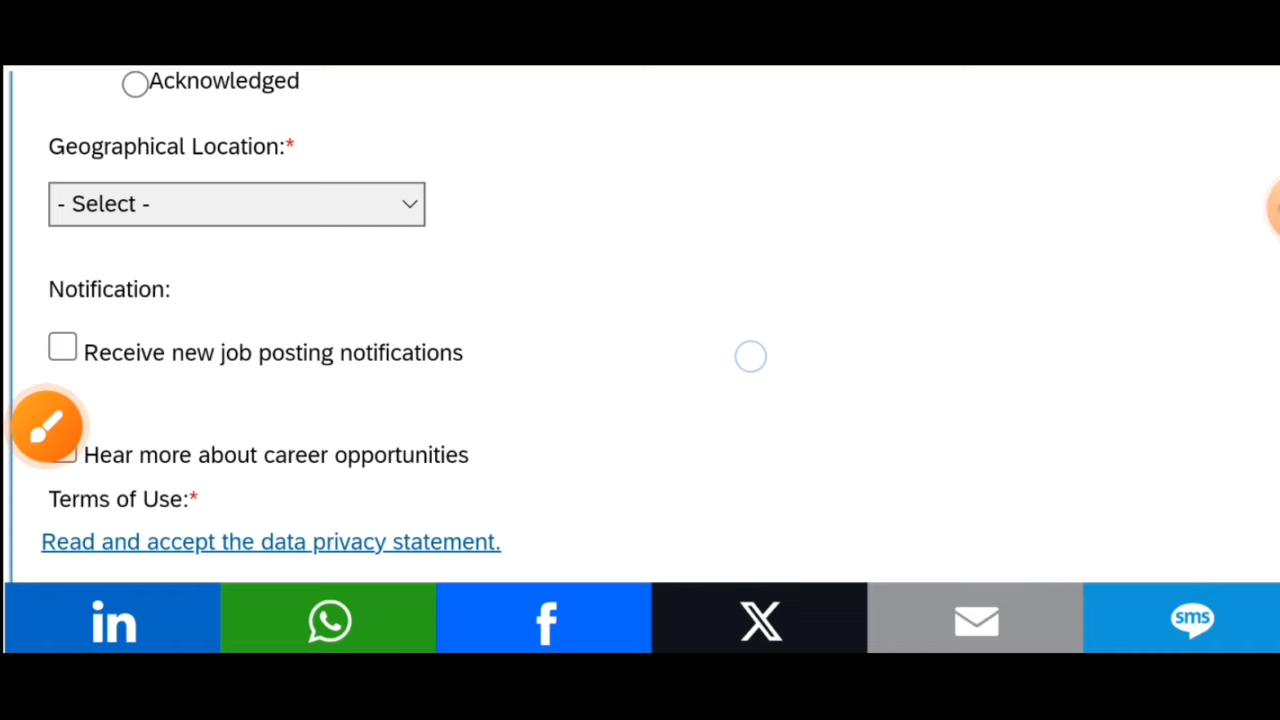 Acknowledged
Geographical Location:*
- Select -
Notification:
Receive new job posting notifications
Hear more about career opportunities
Terms of Use:*
Read and accept the data privacy statement.
in
f
X
sms